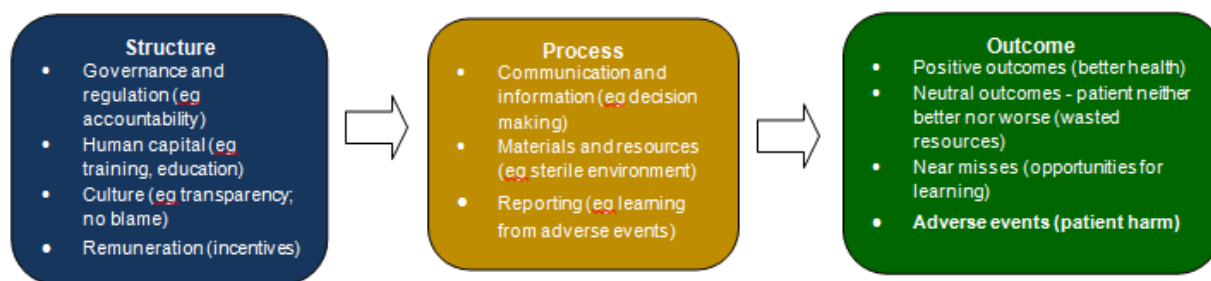 Structure
• Governance and
regulation (eg
accountability)
• Human capital (eg
training, education)
• Culture (eg transparency;
no blame)
• Remuneration (incentives)
Process
• Communication and
information (eg decision
making)
• Materials and resources
(eg sterile environment)
• Reporting (eg learning
from adverse events)
Outcome
• Positive outcomes (better health)
• Neutral outcomes - patient neither
better nor worse (wasted
resources)
• Near misses (opportunities for
learning)
• Adverse events (patient harm)